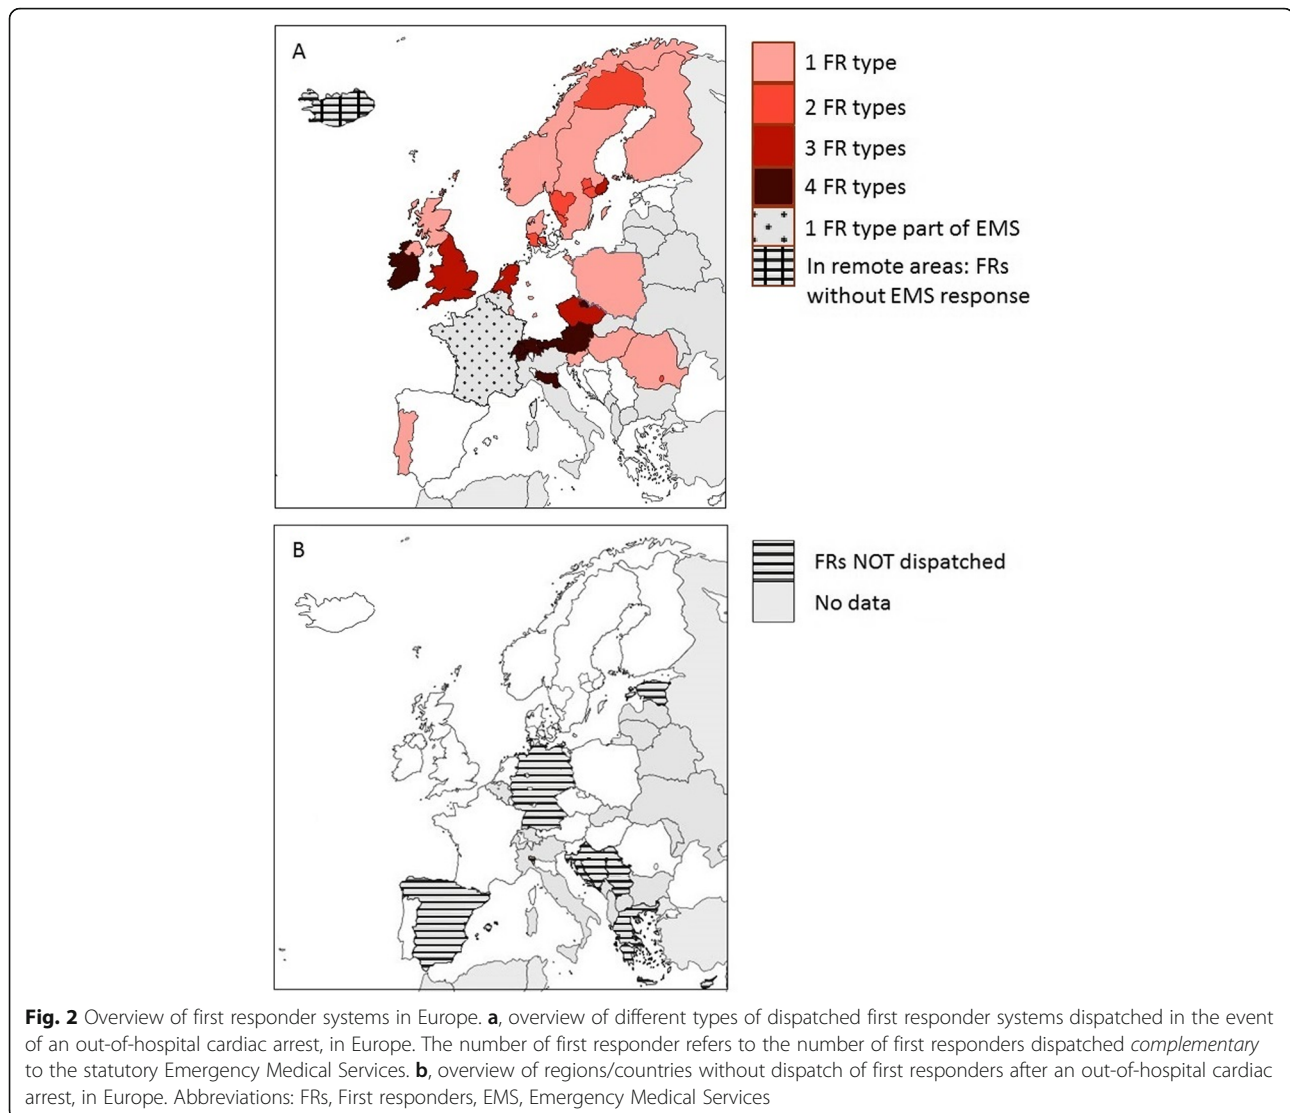 A
1 FR type
2 FR types
3 FR types
4 FR types
1 FR type part of EMS
In remote areas: FRs
without EMS response
B
FRs NOT dispatched
No data
Fig. 2 Overview of first responder systems in Europe. a, overview of different types of dispatched first responder systems dispatched in the event
of an out-of-hospital cardiac arrest, in Europe. The number of first responder refers to the number of first responders dispatched complementary
to the statutory Emergency Medical Services. b, overview of regions/countries without dispatch of first responders after an out-of-hospital cardiac
arrest, in Europe. Abbreviations: FRs, First responders, EMS, Emergency Medical Services